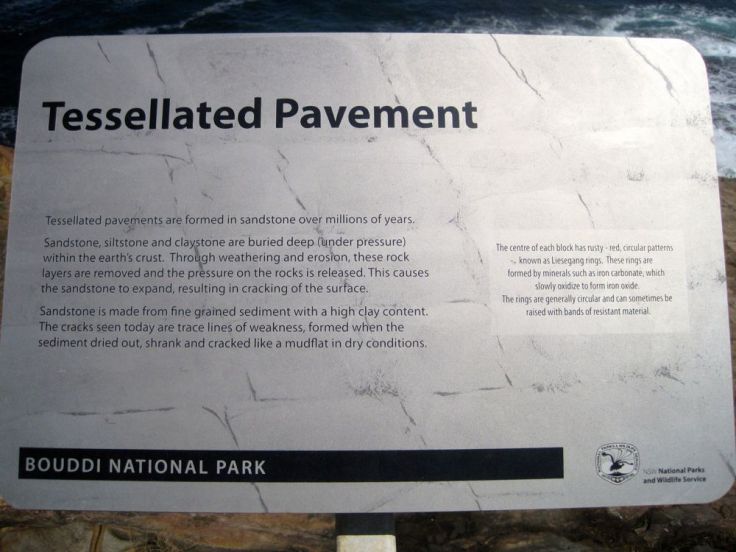 Tessellated Pavement
Tessellated pavements are formed in sandstone over millions of years.
Sandstone, siltstone and claystone are buried deep (under pressure)
within the earth's crust. Through weathering and erosion, these rock
layers are removed and the pressure on the rocks is released. This causes
the sandstone to expand, resulting in cracking of the surface.
Sandstone is made from fine grained sediment with a high clay content.
The cracks seen today are trace lines of weakness, formed when the
sediment dried out, shrank and cracked like a mudflat in dry conditions.
The centre of each block has rusty - red, circular patterns
known as Liesegang rings. These rings are
formed by minerals such as iron carbonate, which
slowly oxidize to form iron oxide.
The rings are generally circular and can sometimes be
raised with bands of resistant material.
BOUDDI NATIONAL PARK
NSW National Parks
and Wildlife Service